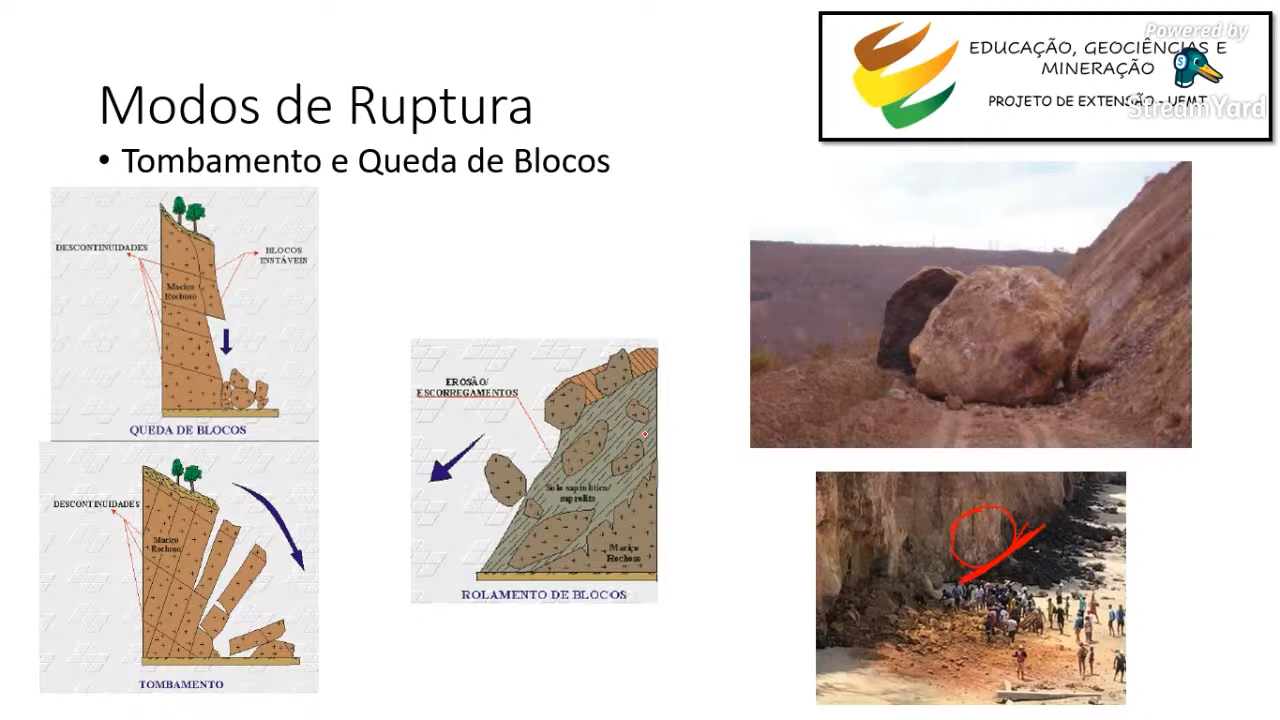 Modos de Ruptura
• Tombamento e Queda de Blocos
EDUCAÇÃO, GEOCIÊNCIAS E
MINERAÇÃO
PROJETO DE EXTENSÃO - UFMT
Powered by
StreamYard
DESCONTINUIDADES
BLOCOS
INSTÁVEIS
Maciço
Rochoso
QUEDA DE BLOCOS
DESCONTINUIDADES
Maciço
Rochoso
TOMBAMENTO
EROSÃO/
ESCORREGAMENTOS
Solo saprolítico/
saprolito
Maciço
Rochoso
ROLAMENTO DE BLOCOS